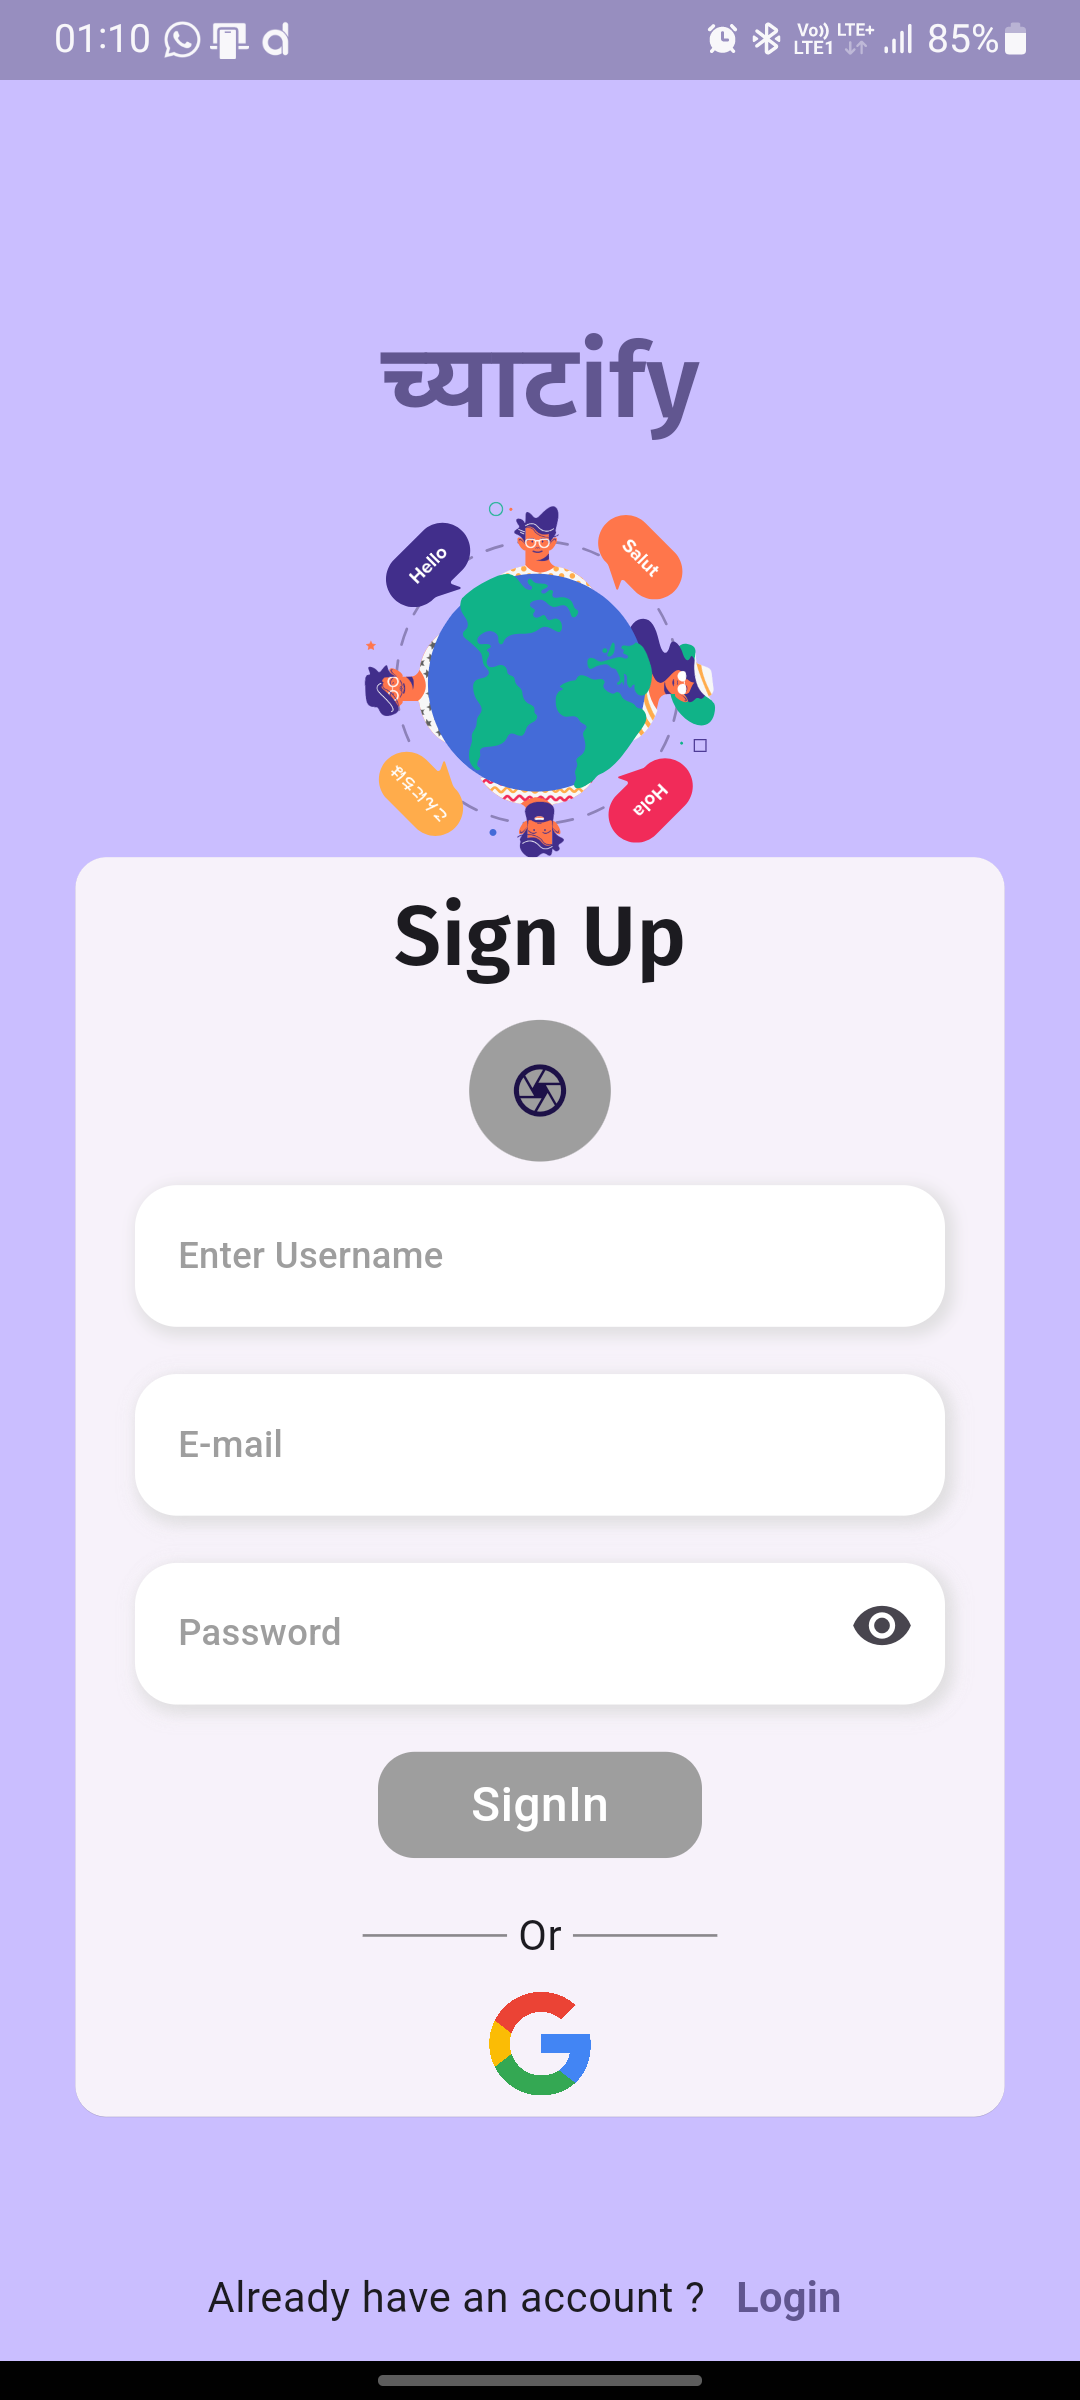 01:10 Vo)) LTE1 LTE+ 85%
च्याटify
Hello
Salut
Hola
Sign Up
Enter Username
E-mail
Password
SignIn
Or
Already have an account ? Login